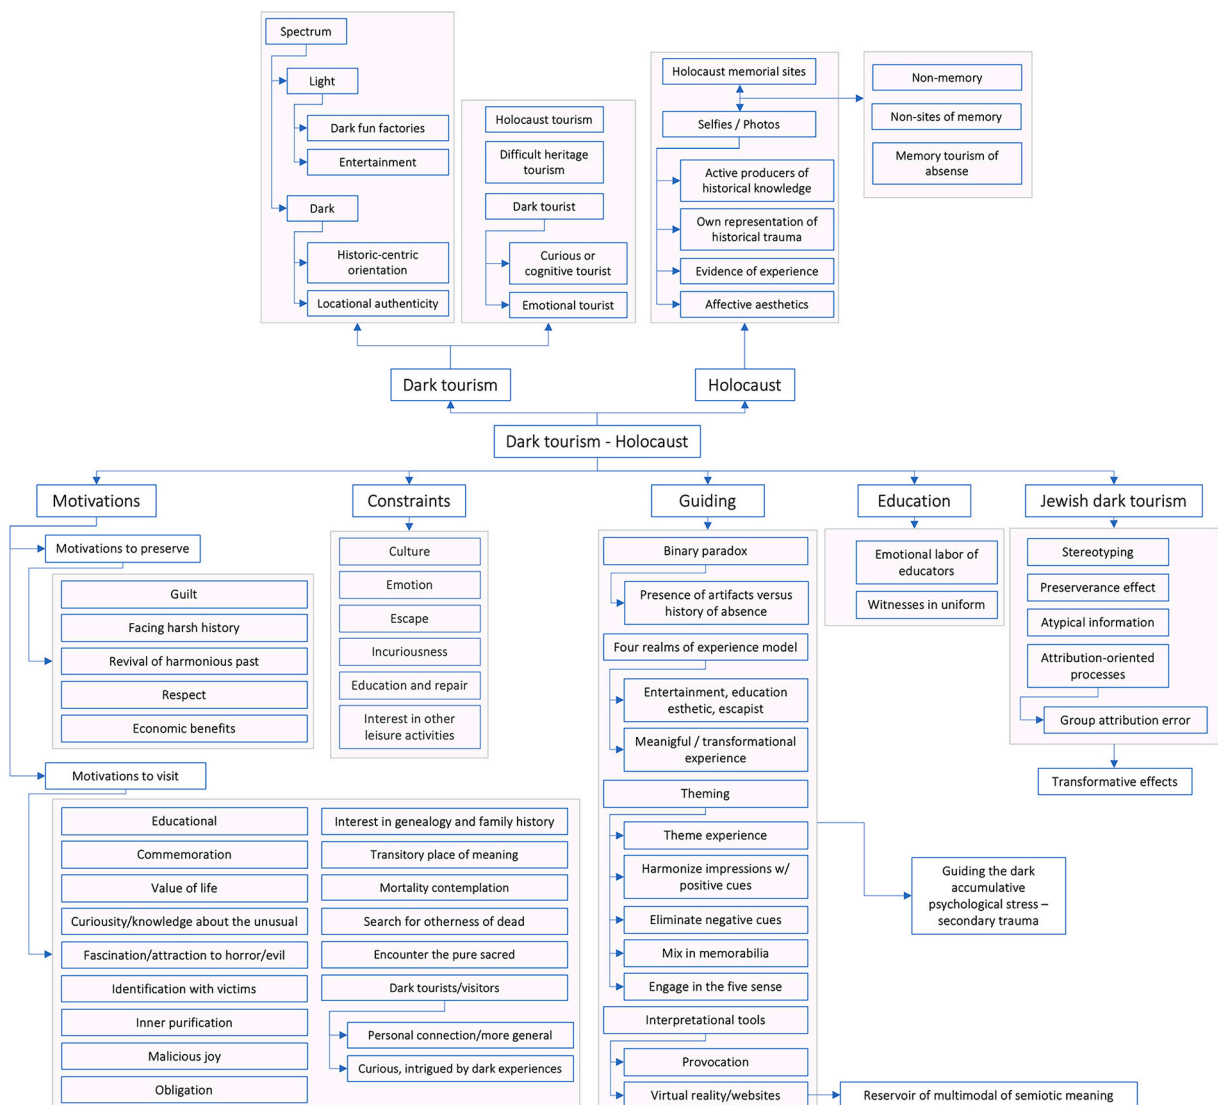 Spectrum
Light
Dark fun factories
Entertainment
Dark
Historic-centric
orientation
Locational authenticity
Holocaust tourism
Difficult heritage
tourism
Dark tourist
Curious or
cognitive tourist
Emotional tourist
Holocaust memorial sites
Selfies / Photos
Active producers of
historical knowledge
Own representation of
historical trauma
Evidence of experience
Affective aesthetics
Non-memory
Non-sites of memory
Memory tourism of
absense
Dark tourism
Holocaust
Dark tourism - Holocaust
Motivations
Motivations to preserve
Guilt
Facing harsh history
Revival of harmonious past
Respect
Economic benefits
Motivations to visit
Educational
Commemoration
Value of life
Curiousity/knowledge about the unusual
Fascination/attraction to horror/evil
Identification with victims
Inner purification
Malicious joy
Obligation
Interest in genealogy and family history
Transitory place of meaning
Mortality contemplation
Search for otherness of dead
Encounter the pure sacred
Dark tourists/visitors
Personal connection/more general
Curious, intrigued by dark experiences
Constraints
Culture
Emotion
Escape
Incuriousness
Education and repair
Interest in other
leisure activities
Guiding
Binary paradox
Presence of artifacts versus
history of absence
Four realms of experience model
Entertainment, education
esthetic, escapist
Meanigful / transformational
experience
Theming
Theme experience
Harmonize impressions w/
positive cues
Eliminate negative cues
Mix in memorabilia
Engage in the five sense
Interpretational tools
Provocation
Virtual reality/websites
Reservoir of multimodal of semiotic meaning
Guiding the dark
accumulative
psychological stress –
secondary trauma
Education
Emotional labor of
educators
Witnesses in uniform
Jewish dark tourism
Stereotyping
Preserverance effect
Atypical information
Attribution-oriented
processes
Group attribution error
Transformative effects